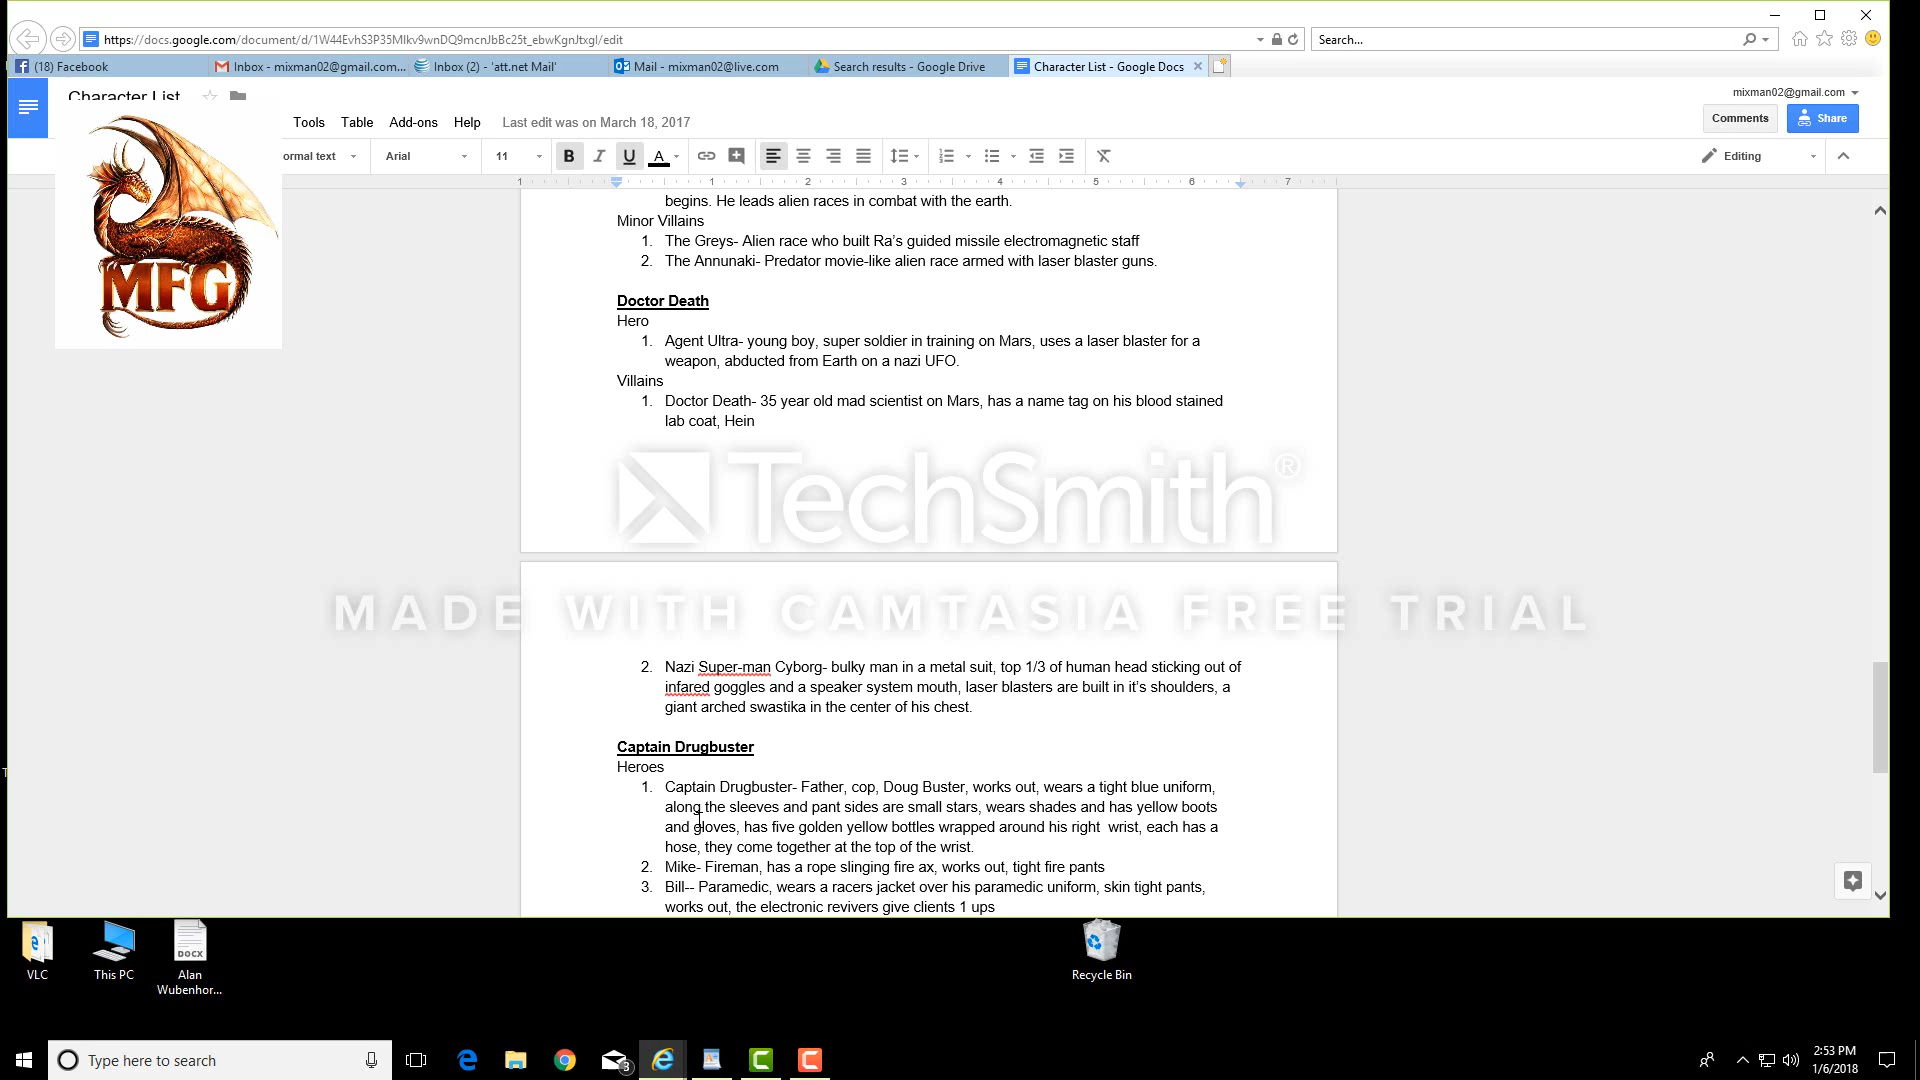 https://docs.google.com/document/d/1W44EvhS3P35MIkv9wnDQ9mcnJbBc25t_ebwKgnJtxgI/edit
Search...
(18) Facebook
Inbox - mixman02@gmail.com...
Inbox (2) - 'att.net Mail'
Mail - mixman02@live.com
Search results - Google Drive
Character List - Google Docs
Character List
mixman02@gmail.com
Tools Table Add-ons Help Last edit was on March 18, 2017
Comments
Share
ormal text Arial 11 B I U A
Editing
1 1 2 3 4 5 6 7
MFG
begins. He leads alien races in combat with the earth.
Minor Villains
1. The Greys- Alien race who built Ra's guided missile electromagnetic staff
2. The Annunaki- Predator movie-like alien race armed with laser blaster guns.
Doctor Death
Hero
1. Agent Ultra- young boy, super soldier in training on Mars, uses a laser blaster for a
weapon, abducted from Earth on a nazi UFO.
Villains
1. Doctor Death- 35 year old mad scientist on Mars, has a name tag on his blood stained
lab coat, Hein
TechSmith®
MADE WITH CAMTASIA FREE TRIAL
2. Nazi Super-man Cyborg- bulky man in a metal suit, top 1/3 of human head sticking out of
infared goggles and a speaker system mouth, laser blasters are built in it's shoulders, a
giant arched swastika in the center of his chest.
Captain Drugbuster
Heroes
1. Captain Drugbuster- Father, cop, Doug Buster, works out, wears a tight blue uniform,
along the sleeves and pant sides are small stars, wears shades and has yellow boots
and gloves, has five golden yellow bottles wrapped around his right  wrist, each has a
hose, they come together at the top of the wrist.
2. Mike- Fireman, has a rope slinging fire ax, works out, tight fire pants
3. Bill-- Paramedic, wears a racers jacket over his paramedic uniform, skin tight pants,
works out, the electronic revivers give clients 1 ups
VLC
This PC
DOCX
Alan
Wubenhor...
Recycle Bin
Type here to search
3
2:53 PM
1/6/2018